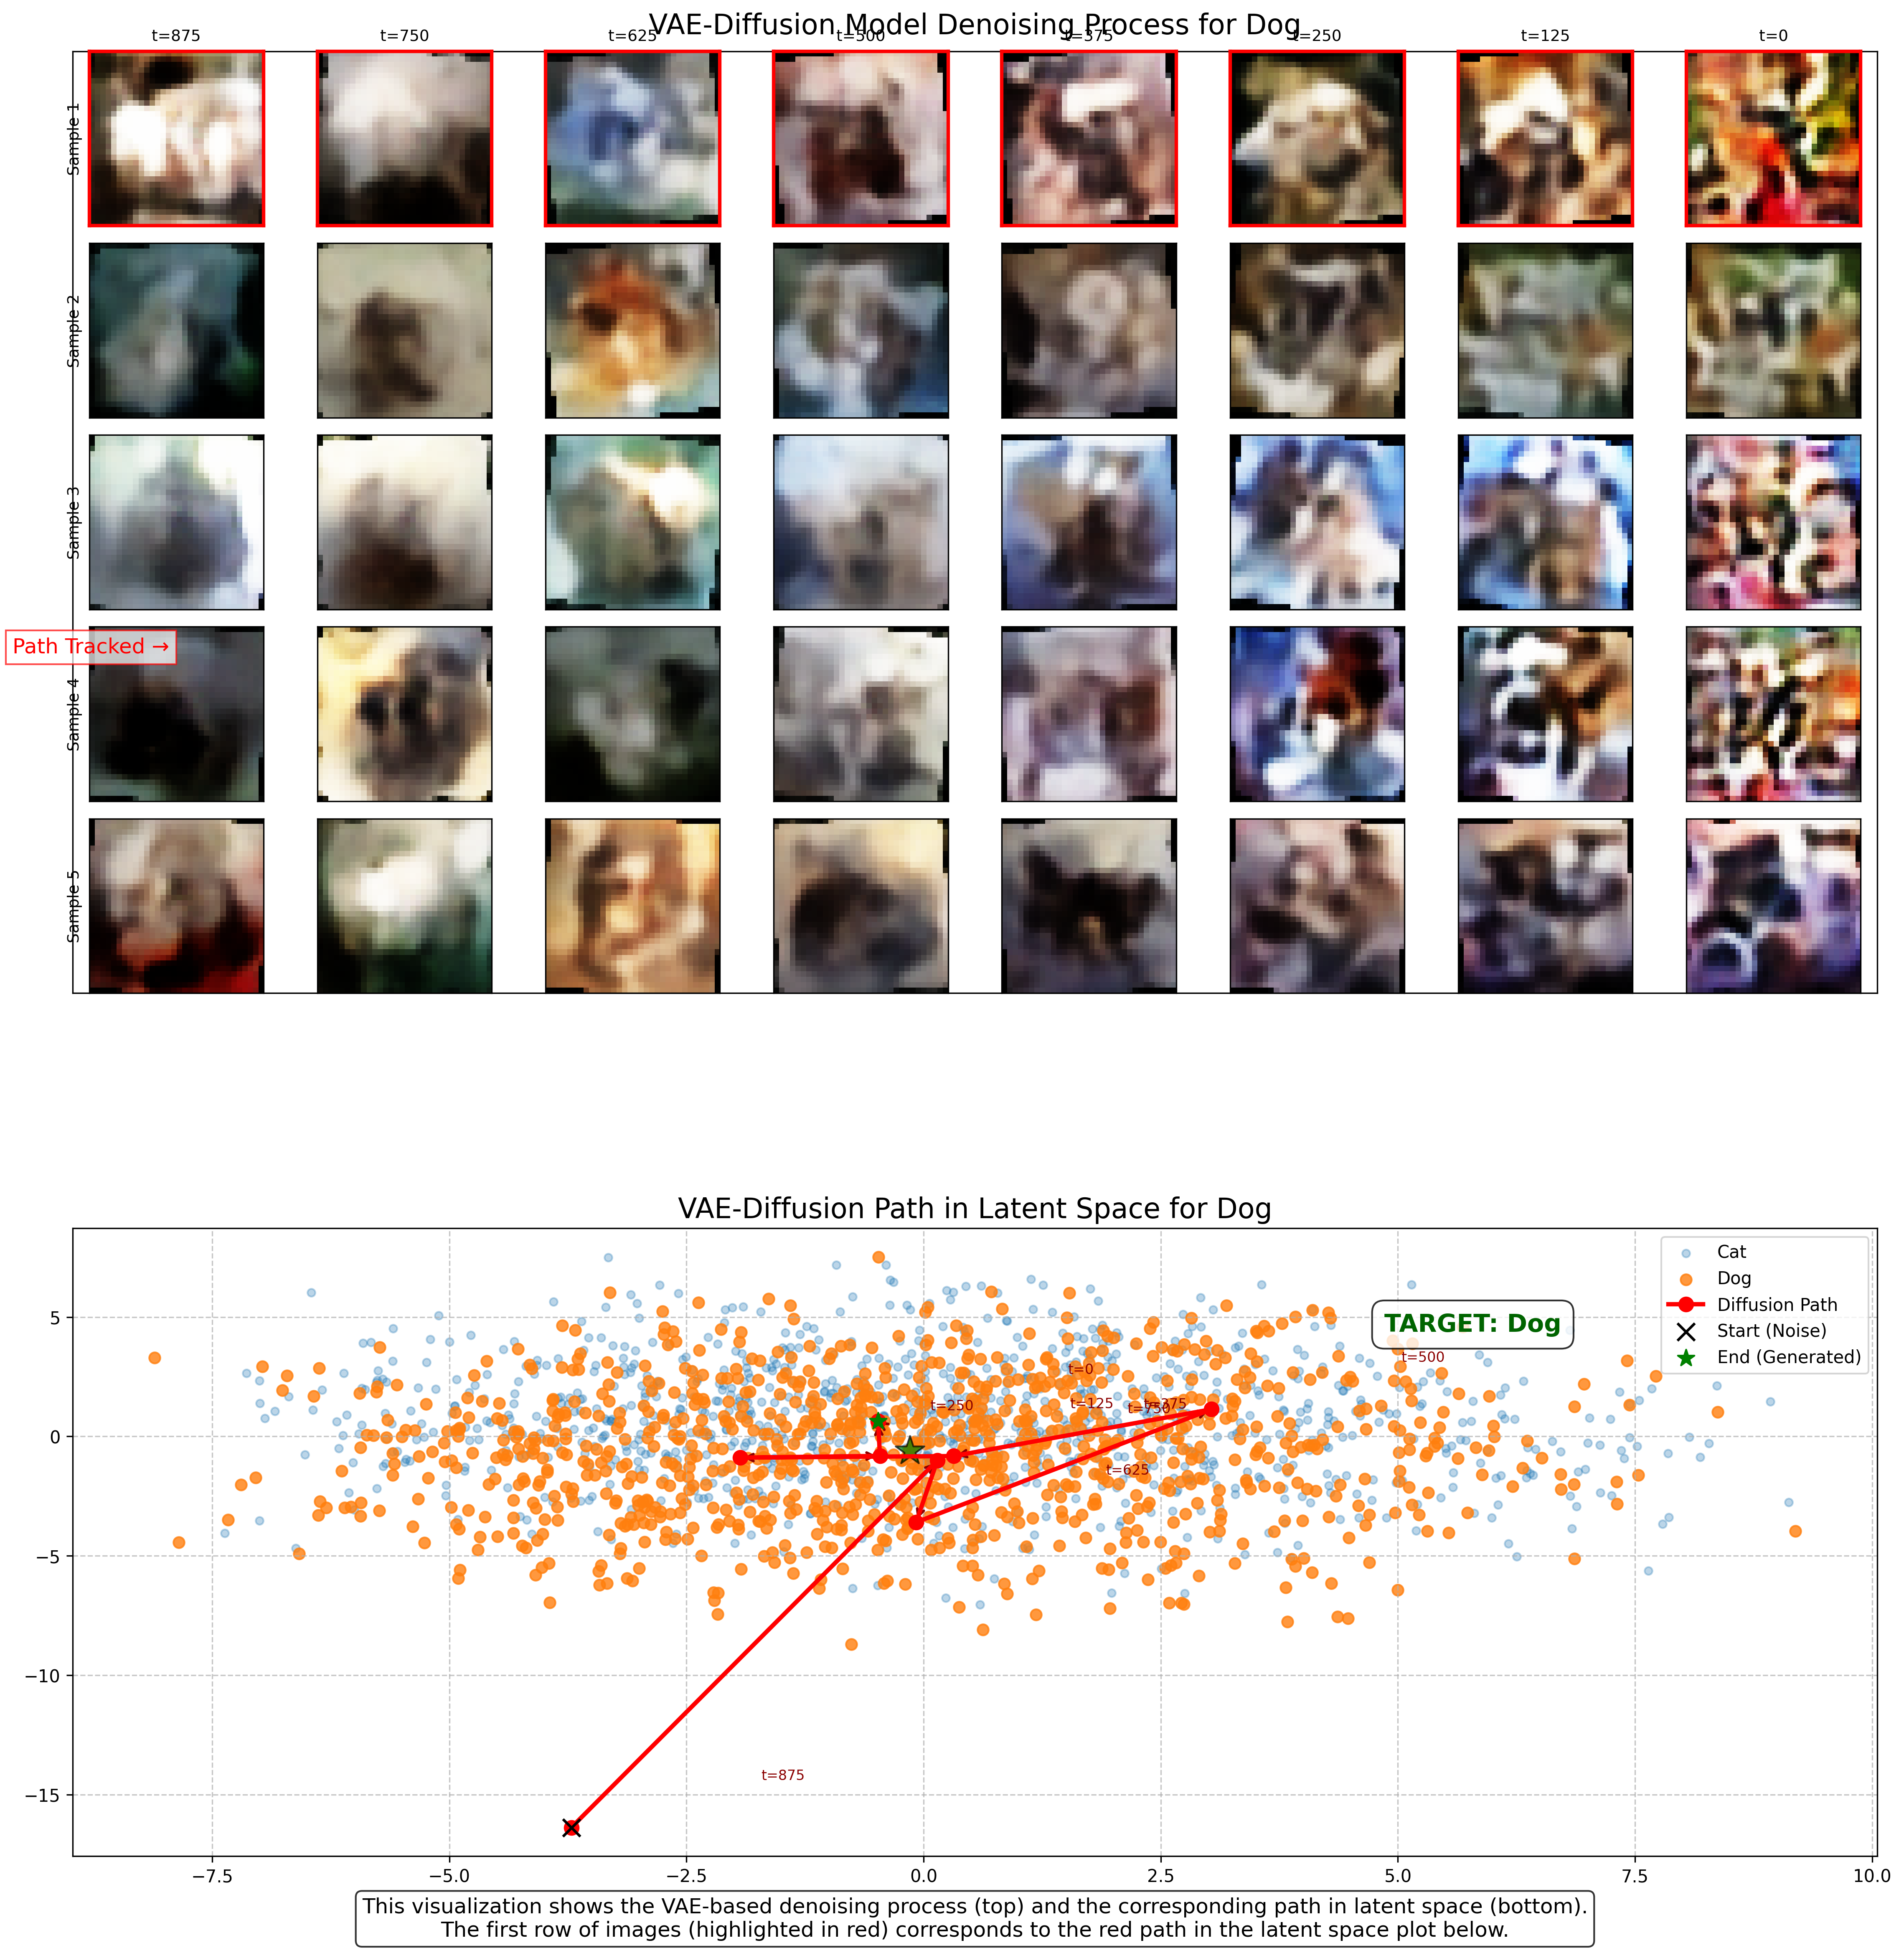 VAE-Diffusion Model Denoising Process for Dog
t=875 t=750 t=625 t=500 t=375 t=250 t=125 t=0
Sample 1
Sample 2
Sample 3
Path Tracked →
Sample 4
Sample 5
VAE-Diffusion Path in Latent Space for Dog
Cat
Dog
Diffusion Path
Start (Noise)
End (Generated)
TARGET: Dog
t=500
t=0
t=250
t=125
t=750
t=375
t=625
t=875
5
0
−5
−10
−15
−7.5 −5.0 −2.5 0.0 2.5 5.0 7.5 10.0
This visualization shows the VAE-based denoising process (top) and the corresponding path in latent space (bottom).
The first row of images (highlighted in red) corresponds to the red path in the latent space plot below.